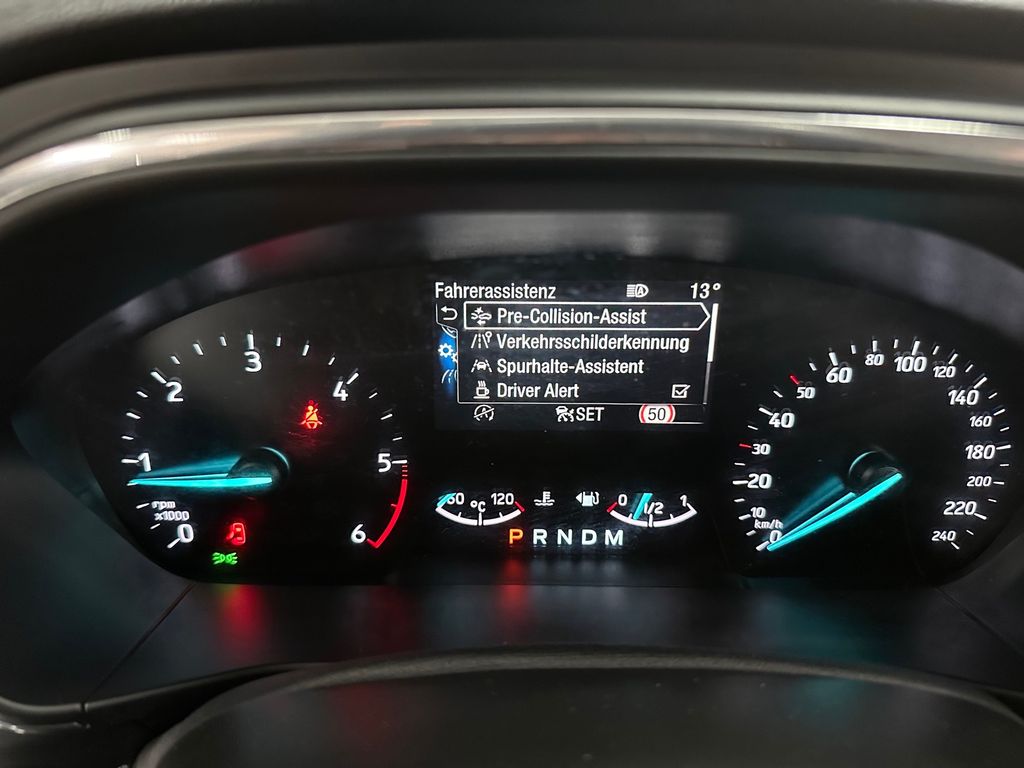 Fahrerassistenz A 13°
Pre-Collision-Assist
Verkehrsschilderkennung
Spurhalte-Assistent
Driver Alert
SET 50
0 1 2 3 4 5 6
rpm
x1000
60 °C 120
0 1/2 1
P R N D M
0 10 20 30 40 50 60 80 100 120 140 160 180 200 220 240
km/h